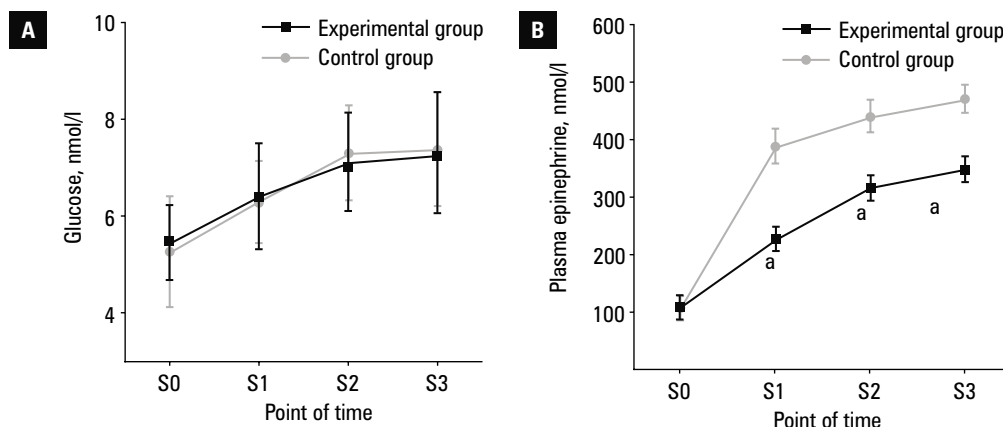 A
Experimental group
Control group
10
8
6
4
Glucose, nmol/l
S0 S1 S2 S3
Point of time
B
Experimental group
Control group
600
500
400
300
200
100
Plasma epinephrine, nmol/l
a
a
a
S0 S1 S2 S3
Point of time